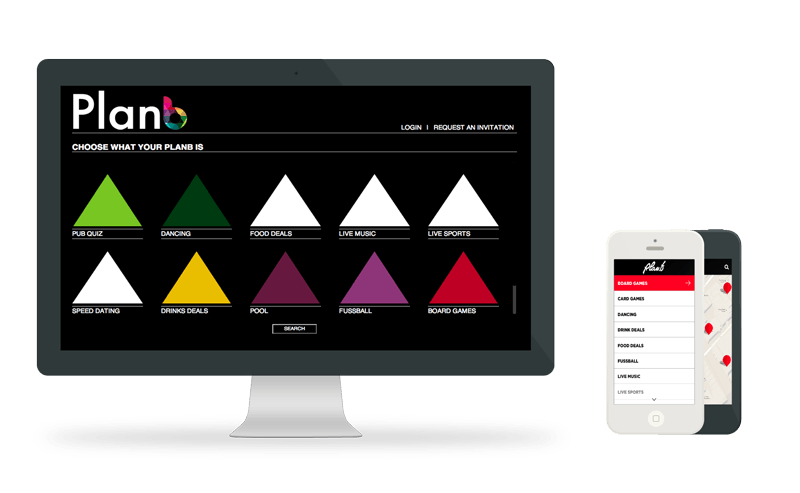 Planb
LOGIN I REQUEST AN INVITATION
CHOOSE WHAT YOUR PLANB IS
PUB QUIZ
DANCING
FOOD DEALS
LIVE MUSIC
LIVE SPORTS
SPEED DATING
DRINKS DEALS
POOL
FUSSBALL
BOARD GAMES
SEARCH
Planb
BOARD GAMES
CARD GAMES
DANCING
DRINK DEALS
FOOD DEALS
FUSSBALL
LIVE MUSIC
LIVE SPORTS